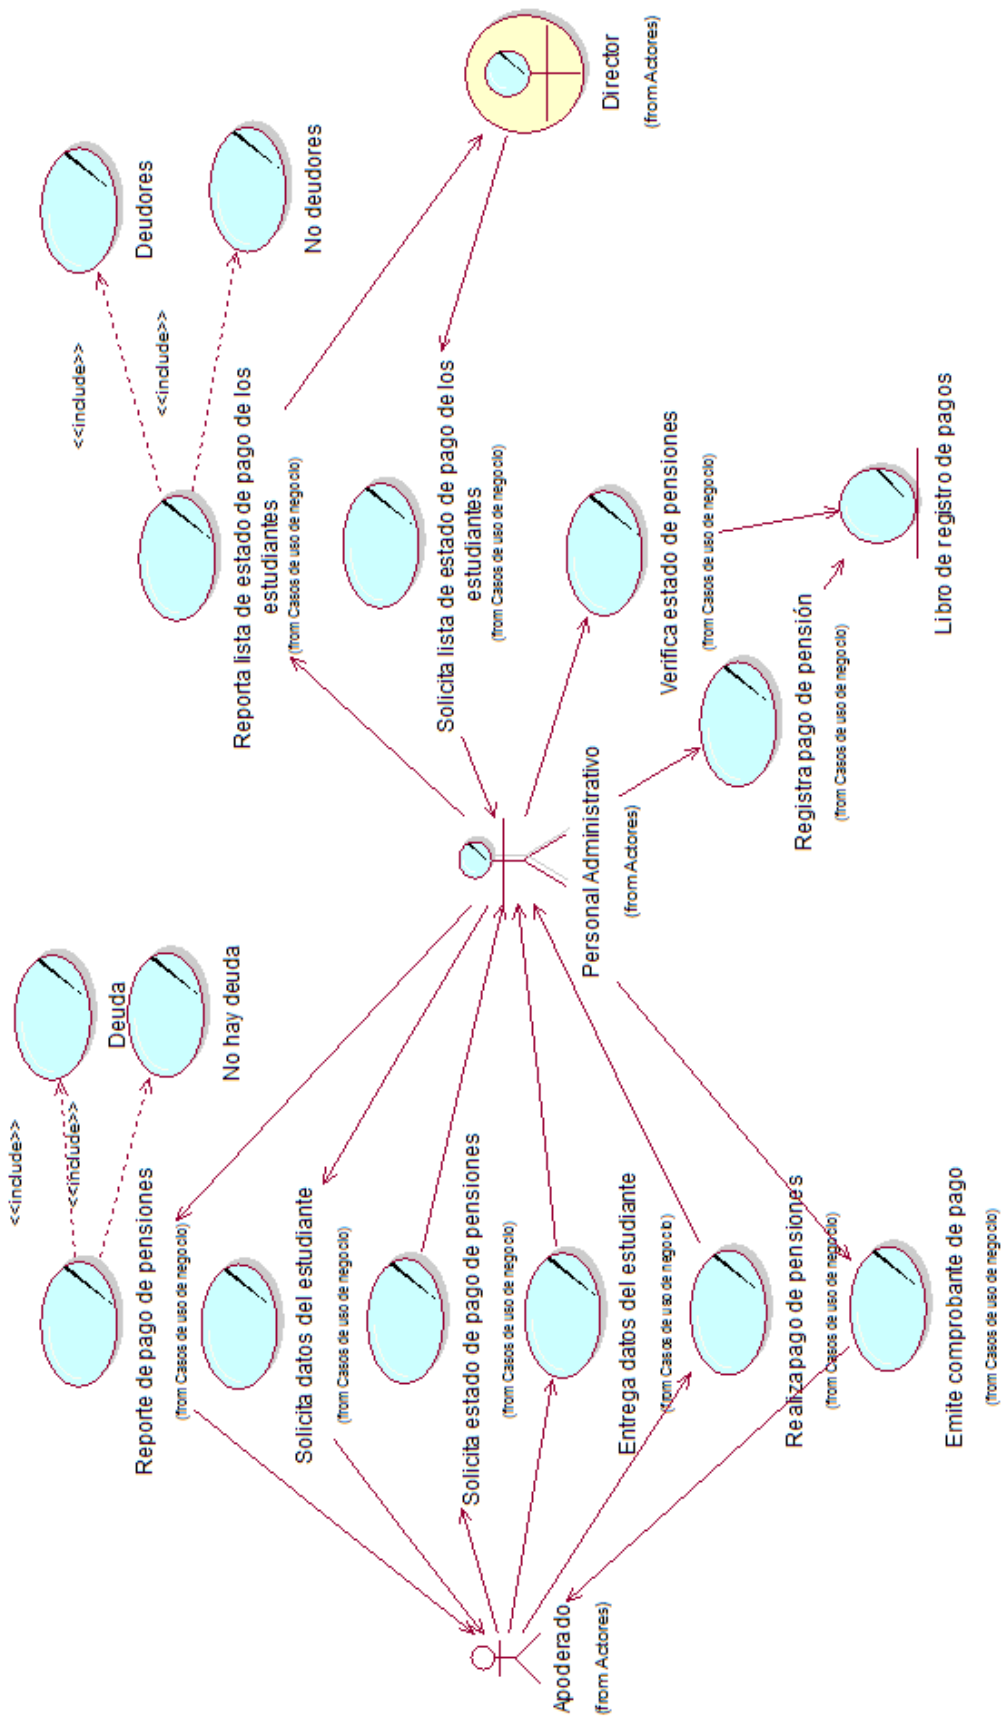 <<include>>
<<include>>
Deuda
No hay deuda
Reporte de pago de pensiones
(from Casos de uso de negocio)
Solicita datos del estudiante
(from Casos de uso de negocio)
Solicita estado de pago de pensiones
(from Casos de uso de negocio)
Entrega datos del estudiante
(from Casos de uso de negocio)
Realiza pago de pensiones
(from Casos de uso de negocio)
Emite comprobante de pago
(from Casos de uso de negocio)
Apoderado
(from Actores)
Personal Administrativo
(from Actores)
<<include>>
<<include>>
Deudores
No deudores
Reporta lista de estado de pago de los
estudiantes
(from Casos de uso de negocio)
Solicita lista de estado de pago de los
estudiantes
(from Casos de uso de negocio)
Verifica estado de pensiones
(from Casos de uso de negocio)
Registra pago de pensión
(from Casos de uso de negocio)
Libro de registro de pagos
Director
(from Actores)